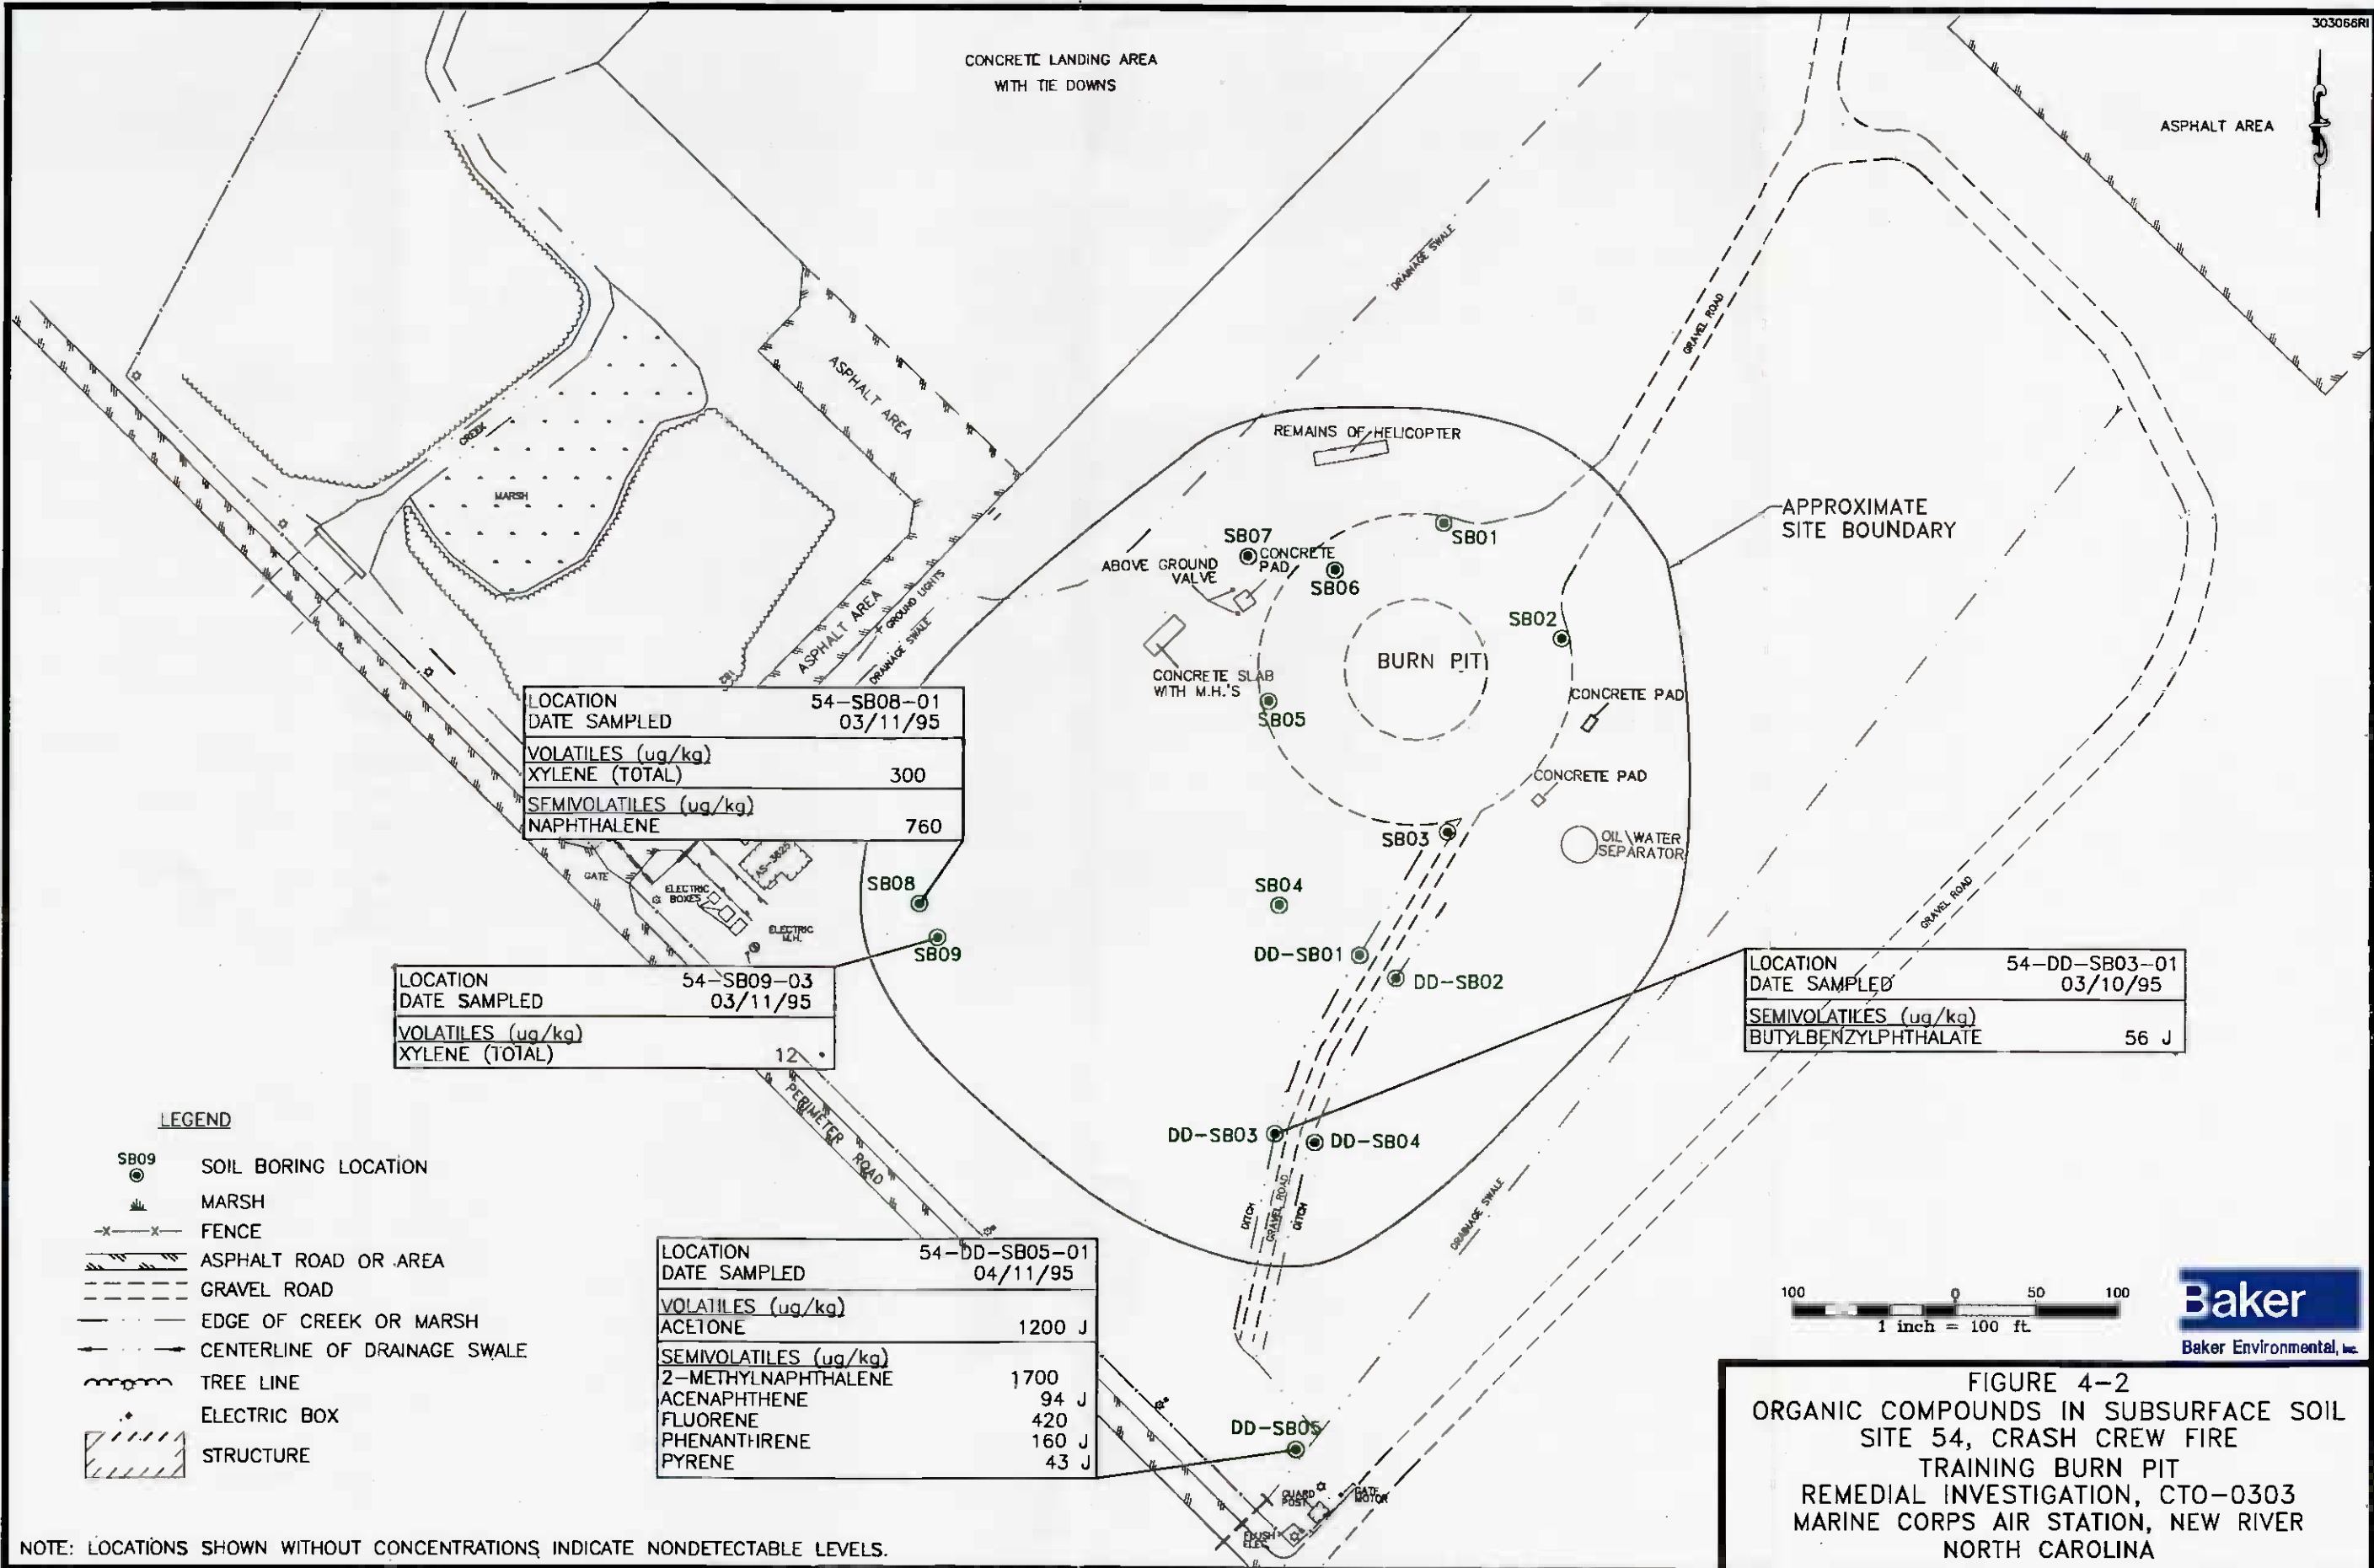 303066RI
CONCRETE LANDING AREA
WITH TIE DOWNS
ASPHALT AREA
DRAINAGE SWALE
GRAVEL ROAD
ASPHALT AREA
CREEK
MARSH
REMAINS OF HELICOPTER
APPROXIMATE
SITE BOUNDARY
SB01
SB07
CONCRETE
PAD
SB06
ABOVE GROUND
VALVE
SB02
BURN PIT
ASPHALT AREA
GROUND LIGHTS
DRAINAGE SWALE
CONCRETE SLAB
WITH M.H.'S
SB05
CONCRETE PAD
CONCRETE PAD
SB03
OIL\WATER
SEPARATOR
LOCATION 54-SB08-01
DATE SAMPLED 03/11/95
VOLATILES (ug/kg)
XYLENE (TOTAL) 300
SEMIVOLATILES (ug/kg)
NAPHTHALENE 760
GATE
ELECTRIC
BOXES
AS-3625
ELECTRIC
M.H.
SB08
SB09
SB04
DD-SB01
DD-SB02
GRAVEL ROAD
LOCATION 54-SB09-03
DATE SAMPLED 03/11/95
VOLATILES (ug/kg)
XYLENE (TOTAL) 12
LOCATION 54-DD-SB03-01
DATE SAMPLED 03/10/95
SEMIVOLATILES (ug/kg)
BUTYLBENZYLPHTHALATE 56 J
PERIMETER ROAD
DD-SB03
DD-SB04
DITCH
GRAVEL ROAD
DITCH
DRAINAGE SWALE
LEGEND
SB09
SOIL BORING LOCATION
MARSH
FENCE
ASPHALT ROAD OR AREA
GRAVEL ROAD
EDGE OF CREEK OR MARSH
CENTERLINE OF DRAINAGE SWALE
TREE LINE
ELECTRIC BOX
STRUCTURE
LOCATION 54-DD-SB05-01
DATE SAMPLED 04/11/95
VOLATILES (ug/kg)
ACETONE 1200 J
SEMIVOLATILES (ug/kg)
2-METHYLNAPHTHALENE 1700
ACENAPHTHENE 94 J
FLUORENE 420
PHENANTHRENE 160 J
PYRENE 43 J
DD-SB05
GUARD
POST
GATE
MOTOR
100 0 50 100
1 inch = 100 ft.
Baker
Baker Environmental, Inc.
FIGURE 4-2
ORGANIC COMPOUNDS IN SUBSURFACE SOIL
SITE 54, CRASH CREW FIRE
TRAINING BURN PIT
REMEDIAL INVESTIGATION, CTO-0303
MARINE CORPS AIR STATION, NEW RIVER
NORTH CAROLINA
NOTE: LOCATIONS SHOWN WITHOUT CONCENTRATIONS INDICATE NONDETECTABLE LEVELS.